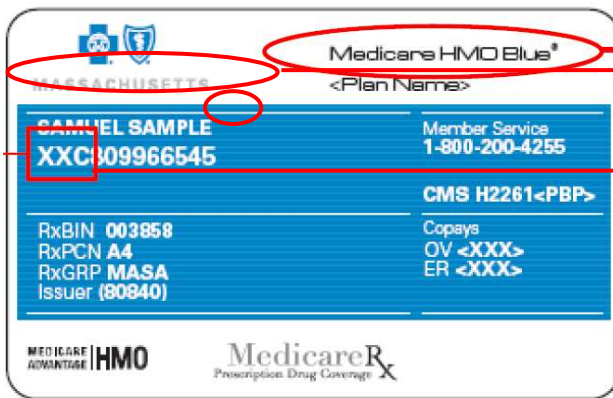 Medicare HMO Blue®
MASSACHUSETTS
<Plan Name>
SAMUEL SAMPLE
XXC809966545
Member Service
1-800-200-4255
CMS H2261<PBP>
RxBIN 003858
RxPCN A4
RxGRP MASA
Issuer (80840)
Copays
OV <XXX>
ER <XXX>
MEDICARE ADVANTAGE HMO
MedicareRx
Prescription Drug Coverage